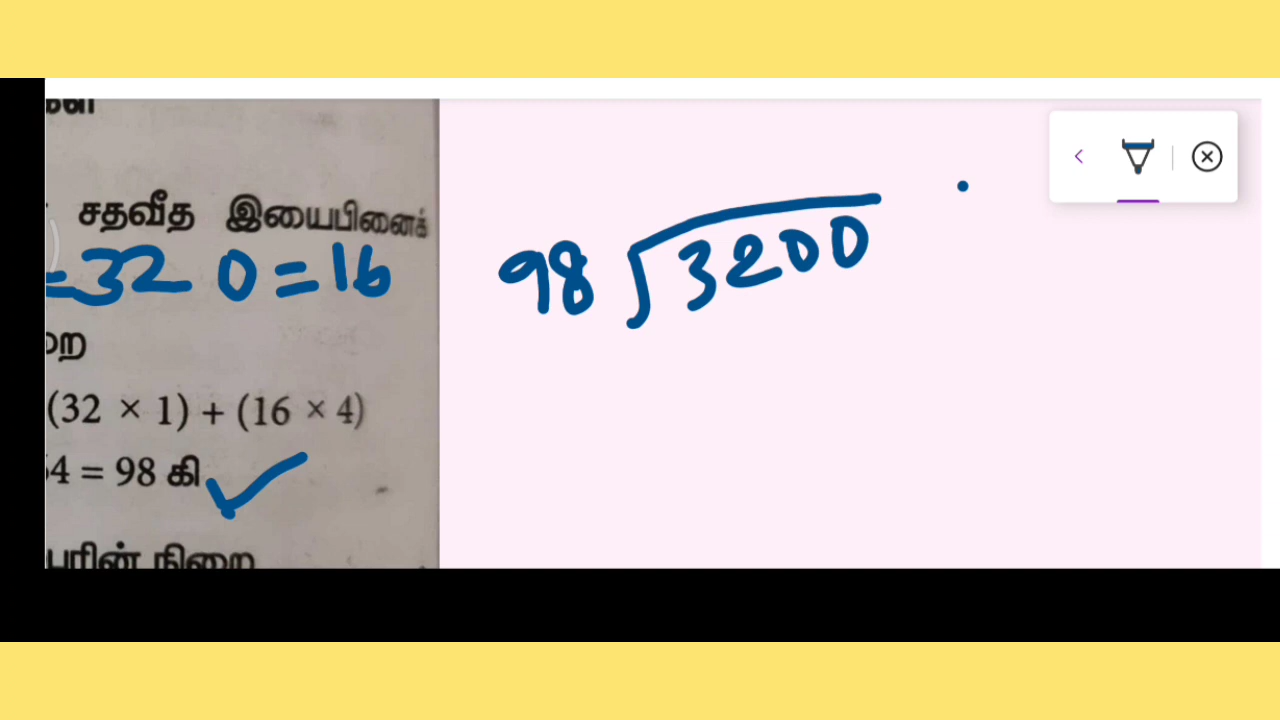 சதவீத இயைபினைக்
=32 0=16
(32 × 1) + (16 × 4)
4 = 98 கி
98 3200